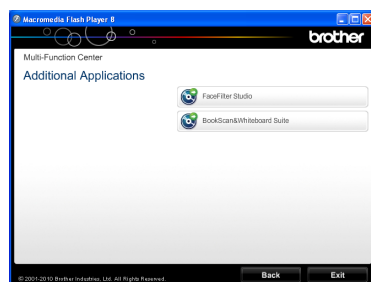 Macromedia Flash Player 8
brother
Multi-Function Center
Additional Applications
FaceFilter Studio
BookScan&Whiteboard Suite
© 2001-2010 Brother Industries, Ltd. All Rights Reserved.
Back
Exit